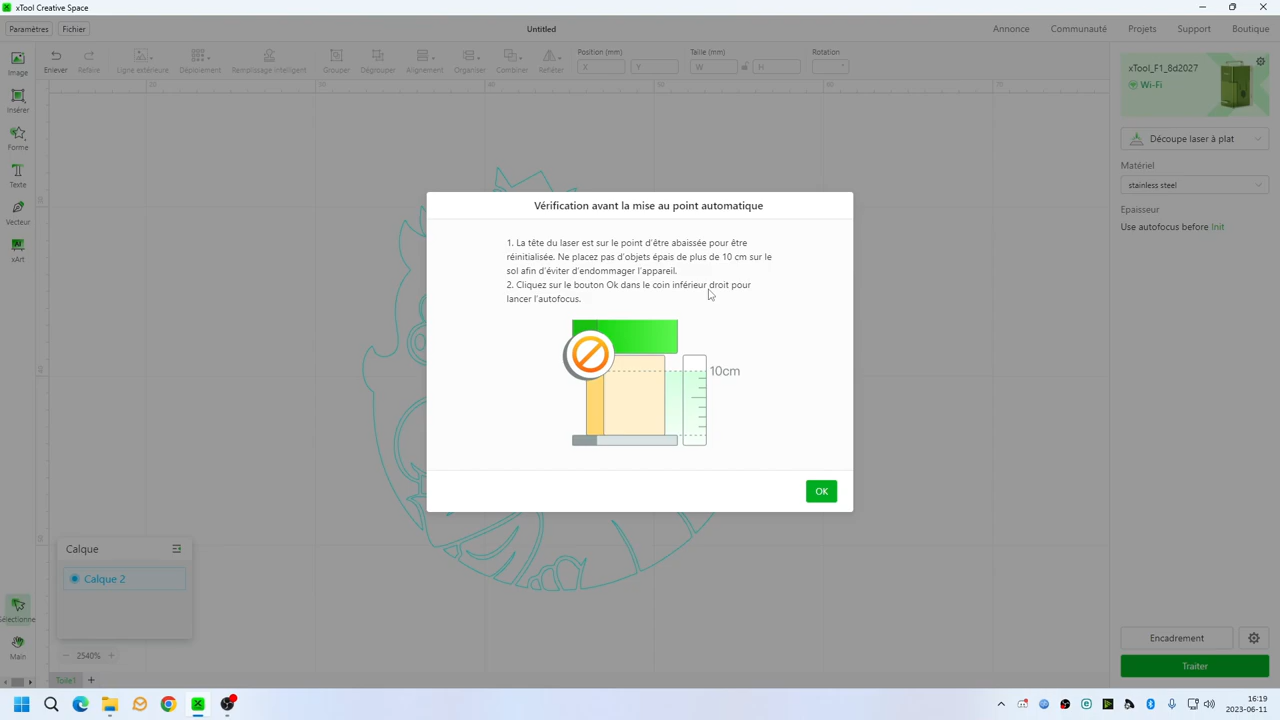 xTool Creative Space
Paramètres
Fichier
Untitled
Annonce
Communauté
Projets
Support
Boutique
Image
Enlever
Refaire
Ligne extérieure
Déploiement
Remplissage intelligent
Grouper
Dégrouper
Alignement
Organiser
Combiner
Refléter
Position (mm)
X
Y
Taille (mm)
W
H
Rotation
°
Insérer
Forme
Texte
Vecteur
xArt
xTool_F1_8d2027
Wi-Fi
Découpe laser à plat
Matériel
stainless steel
Epaisseur
Use autofocus before Init
Vérification avant la mise au point automatique
1. La tête du laser est sur le point d'être abaissée pour être
réinitialisée. Ne placez pas d'objets épais de plus de 10 cm sur le
sol afin d'éviter d'endommager l'appareil.
2. Cliquez sur le bouton Ok dans le coin inférieur droit pour
lancer l'autofocus.
10cm
OK
Calque
Calque 2
Sélectionne
Main
2540%
Toile1
Encadrement
Traiter
16:19
2023-06-11